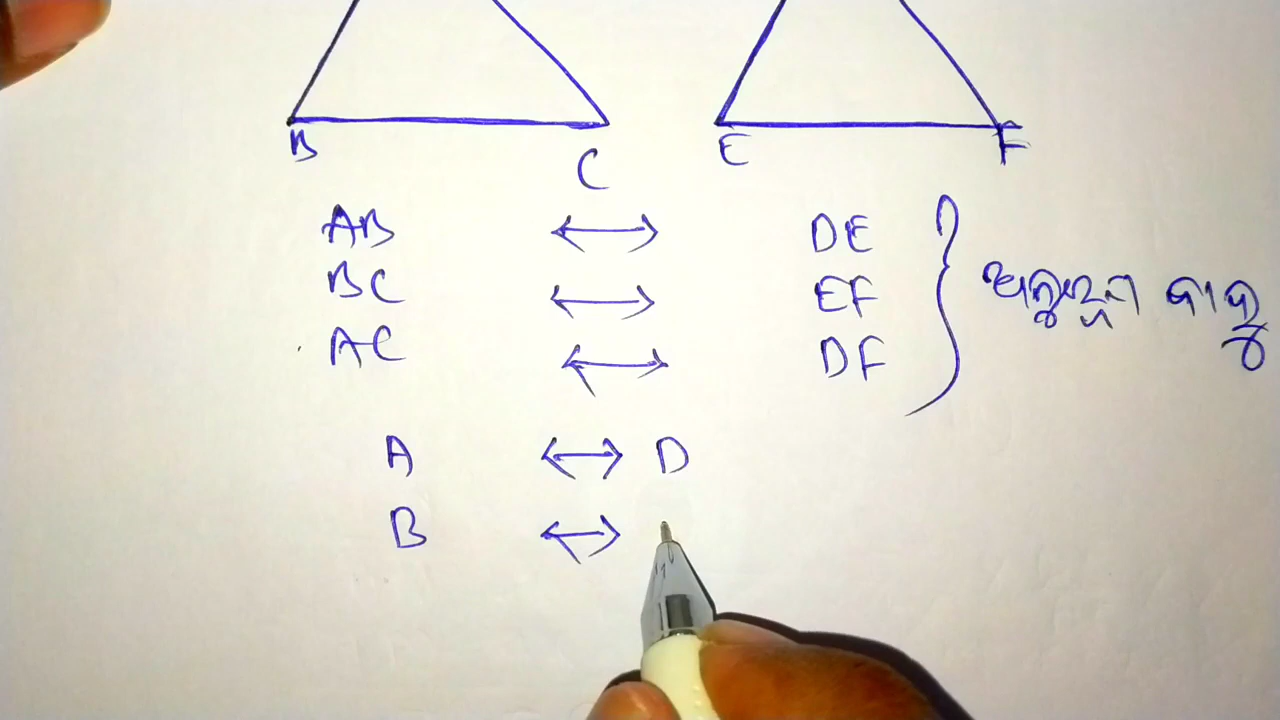 B C E F
AB ↔ DE
BC ↔ EF
AC ↔ DF
ଅନୁରୂପ ବାହୁ
A ↔ D
B ↔